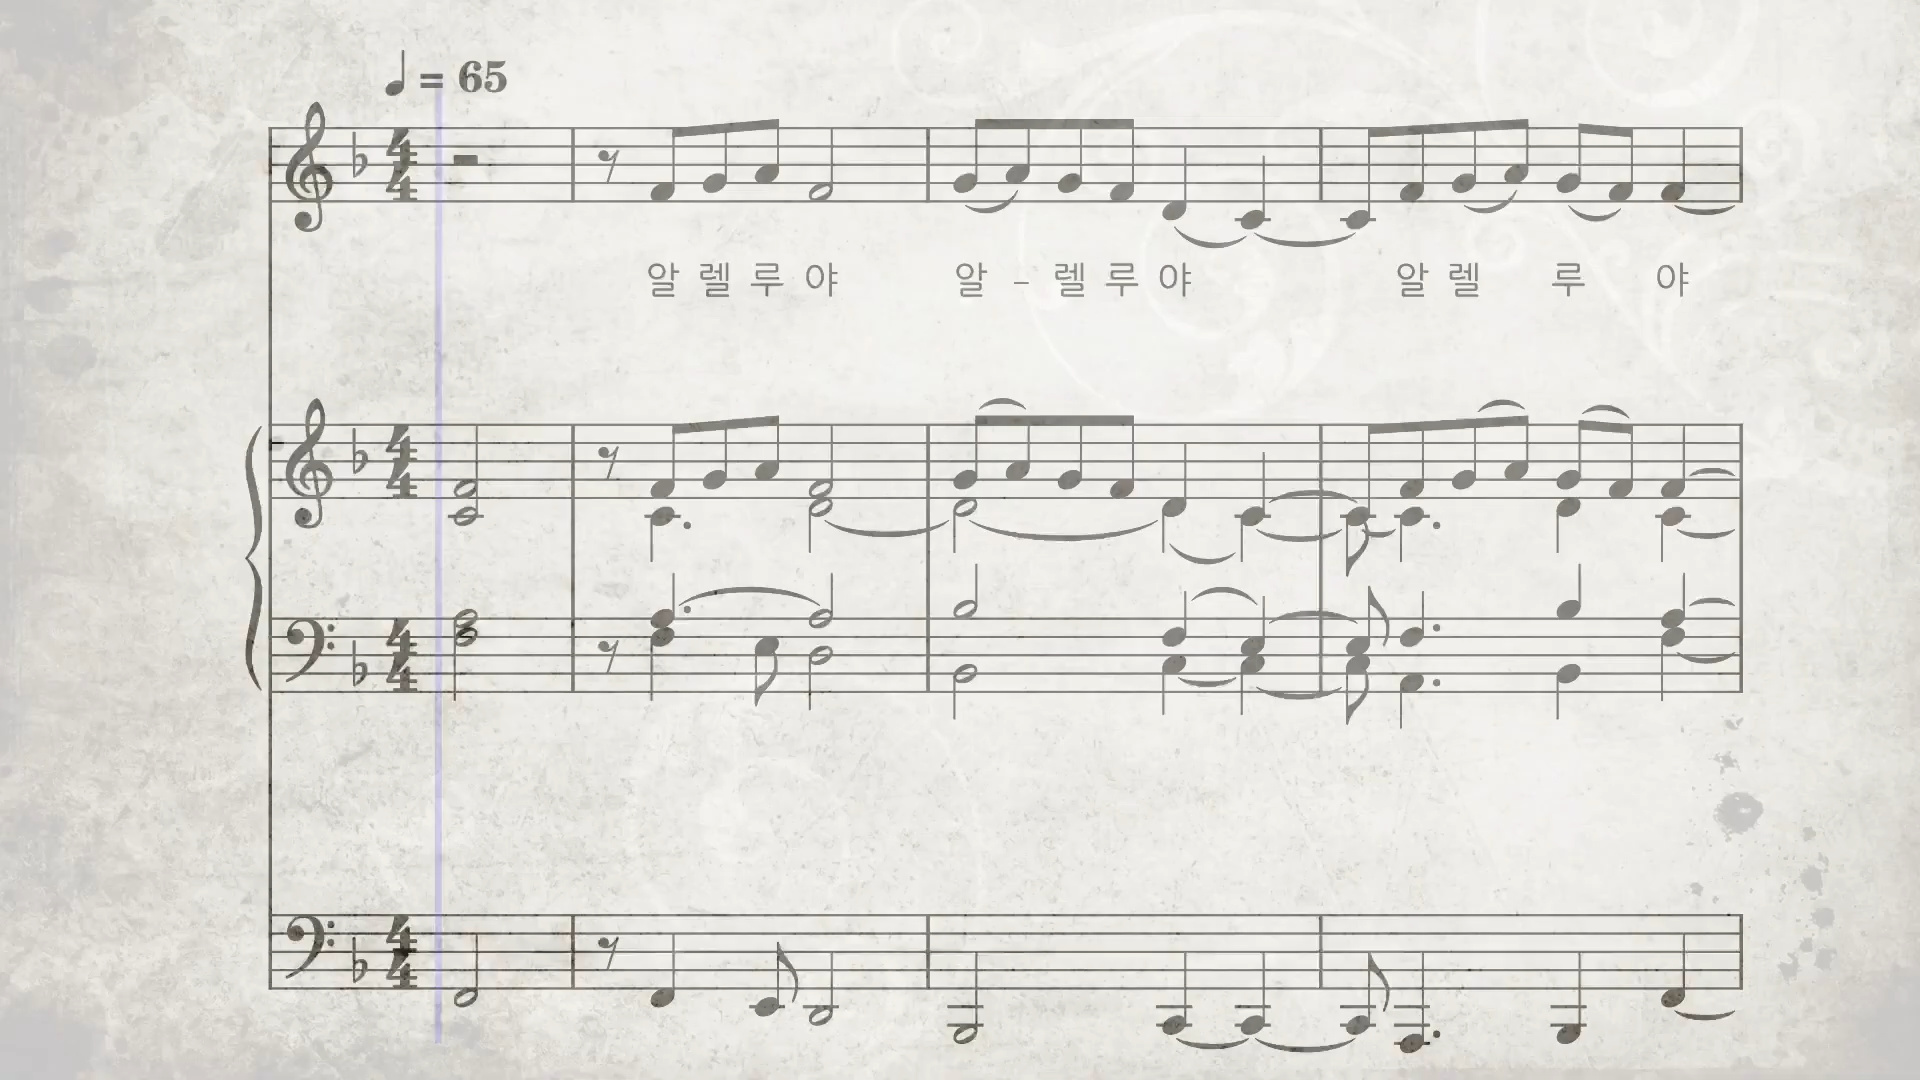 = 65
알 렐 루 야 알 - 렐 루 야 알 렐 루 야